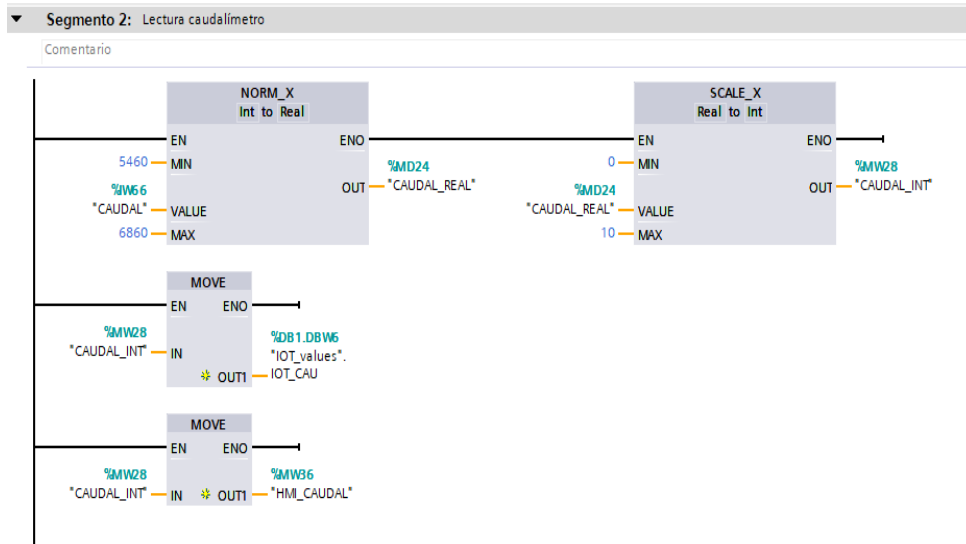 Segmento 2: Lectura caudalímetro
Comentario
NORM_X
Int to Real
EN ENO
5460 MIN
%MD24
OUT "CAUDAL_REAL"
%IW66
"CAUDAL" VALUE
6860 MAX
SCALE_X
Real to Int
EN ENO
0 MIN
%MW28
OUT "CAUDAL_INT"
%MD24
"CAUDAL_REAL" VALUE
10 MAX
MOVE
EN ENO
%MW28
"CAUDAL_INT" IN
%DB1.DBW6
"IOT_values".
OUT1 IOT_CAU
MOVE
EN ENO
%MW28
"CAUDAL_INT" IN
%MW36
OUT1 "HMI_CAUDAL"